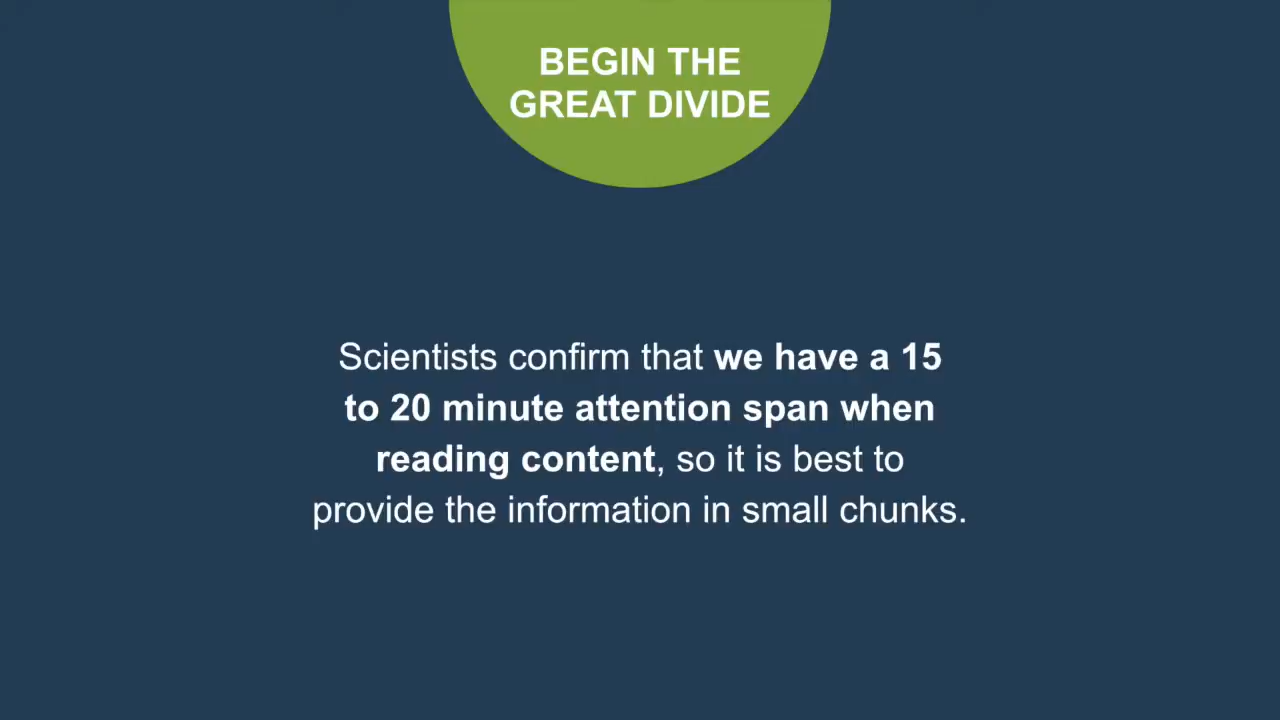 BEGIN THE
GREAT DIVIDE
Scientists confirm that we have a 15
to 20 minute attention span when
reading content, so it is best to
provide the information in small chunks.